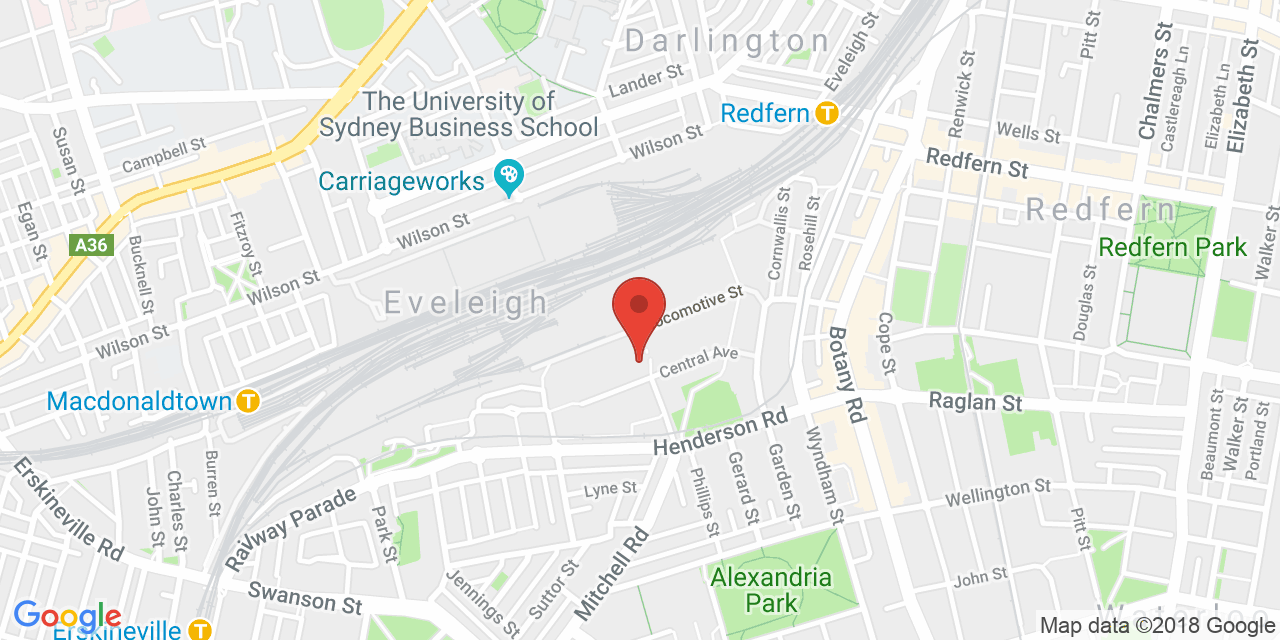 Darlington
Lander St
Eveleigh St
Pitt St
Chalmers St
Castlereagh Ln
Elizabeth Ln
Elizabeth St
Renwick St
The University of
Sydney Business School
Redfern T
Wells St
Redfern St
Susan St
Campbell St
Wilson St
Carriageworks
Egan St
Fitzroy St
Wilson St
Cornwallis St
Rosehill St
Redfern
Walker St
A36
Bucknell St
Redfern Park
Wilson St
Eveleigh
ocomotive St
Douglas St
Wilson St
Central Ave
Botany Rd
Cope St
Macdonaldtown T
Raglan St
Henderson Rd
Beaumont St
Walker St
Portland St
Erskineville Rd
John St
Charles St
Burren St
Railway Parade
Park St
Lyne St
Phillips St
Gerard St
Garden St
Wyndham St
Wellington St
Pitt St
Mitchell Rd
Jennings St
Suttor St
Swanson St
Alexandria
Park
John St
Waterloo
Google
Erskineville T
Map data ©2018 Google